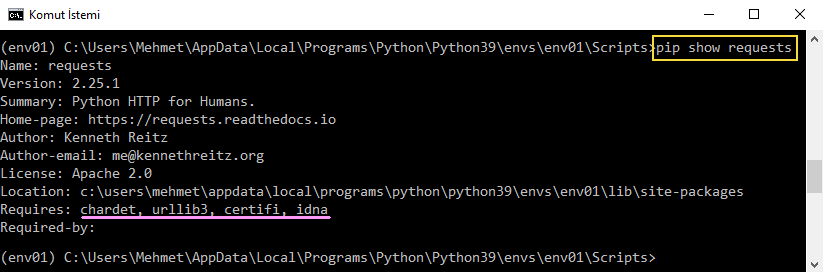 Komut İstemi
(env01) C:\Users\Mehmet\AppData\Local\Programs\Python\Python39\envs\env01\Scripts>pip show requests
Name: requests
Version: 2.25.1
Summary: Python HTTP for Humans.
Home-page: https://requests.readthedocs.io
Author: Kenneth Reitz
Author-email: me@kennethreitz.org
License: Apache 2.0
Location: c:\users\mehmet\appdata\local\programs\python\python39\envs\env01\lib\site-packages
Requires: chardet, urllib3, certifi, idna
Required-by:
(env01) C:\Users\Mehmet\AppData\Local\Programs\Python\Python39\envs\env01\Scripts>